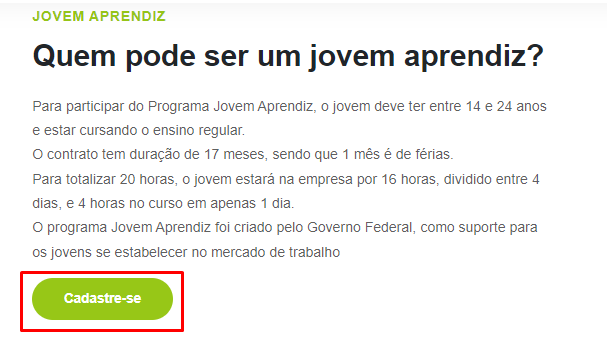 JOVEM APRENDIZ
Quem pode ser um jovem aprendiz?
Para participar do Programa Jovem Aprendiz, o jovem deve ter entre 14 e 24 anos
e estar cursando o ensino regular.
O contrato tem duração de 17 meses, sendo que 1 mês é de férias.
Para totalizar 20 horas, o jovem estará na empresa por 16 horas, dividido entre 4
dias, e 4 horas no curso em apenas 1 dia.
O programa Jovem Aprendiz foi criado pelo Governo Federal, como suporte para
os jovens se estabelecer no mercado de trabalho
Cadastre-se